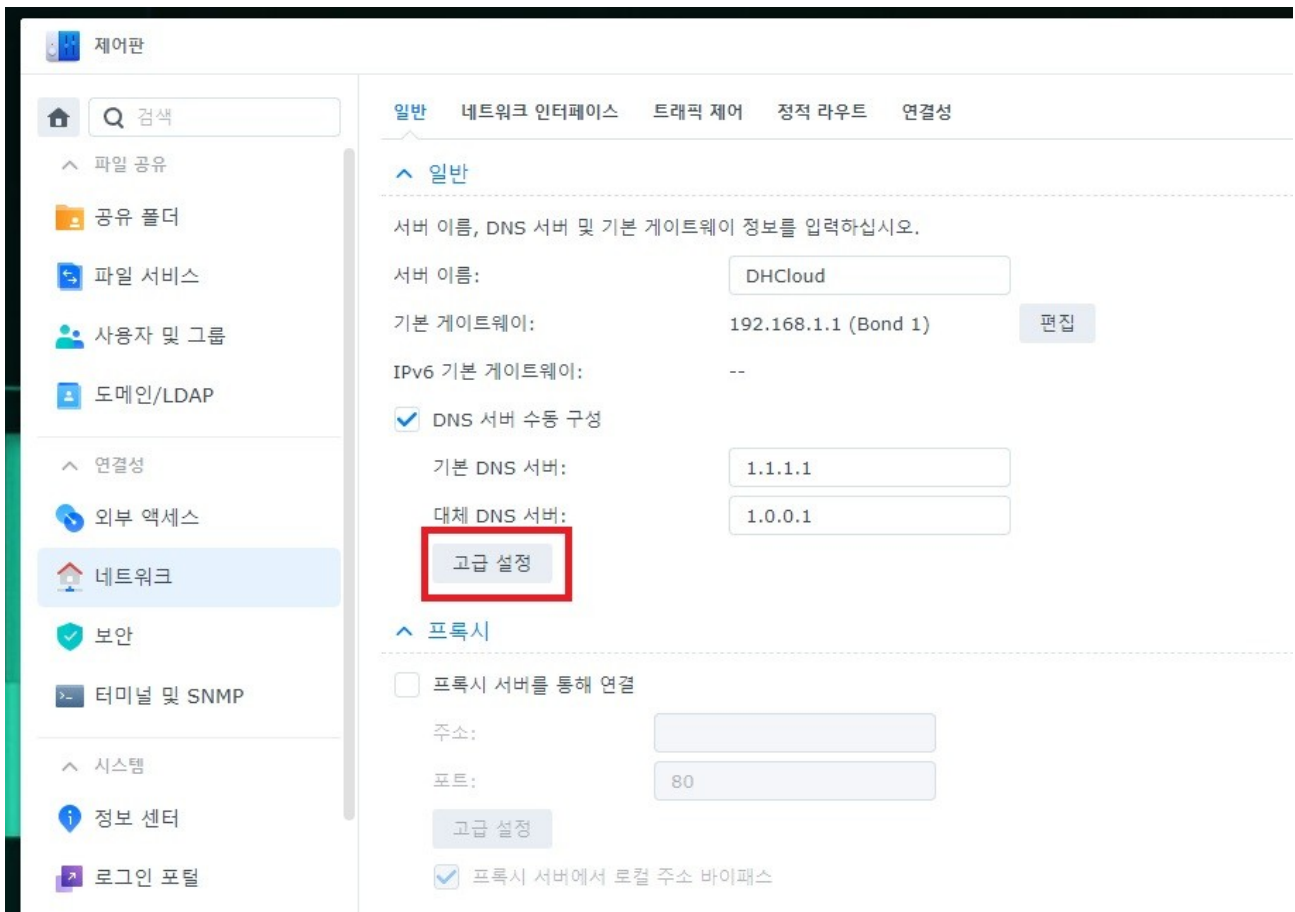 제어판
검색
파일 공유
공유 폴더
파일 서비스
사용자 및 그룹
도메인/LDAP
연결성
외부 액세스
네트워크
보안
터미널 및 SNMP
시스템
정보 센터
로그인 포털
일반 네트워크 인터페이스 트래픽 제어 정적 라우트 연결성
일반
서버 이름, DNS 서버 및 기본 게이트웨이 정보를 입력하십시오.
서버 이름: DHCloud
기본 게이트웨이: 192.168.1.1 (Bond 1) 편집
IPv6 기본 게이트웨이: --
DNS 서버 수동 구성
기본 DNS 서버: 1.1.1.1
대체 DNS 서버: 1.0.0.1
고급 설정
프록시
프록시 서버를 통해 연결
주소:
포트: 80
고급 설정
프록시 서버에서 로컬 주소 바이패스